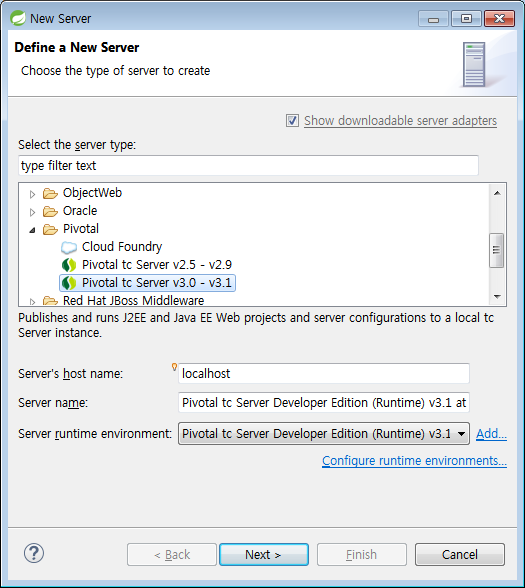 New Server
Define a New Server
Choose the type of server to create
Show downloadable server adapters
Select the server type:
type filter text
ObjectWeb
Oracle
Pivotal
Cloud Foundry
Pivotal tc Server v2.5 - v2.9
Pivotal tc Server v3.0 - v3.1
Red Hat JBoss Middleware
Publishes and runs J2EE and Java EE Web projects and server configurations to a local tc
Server instance.
Server's host name: localhost
Server name: Pivotal tc Server Developer Edition (Runtime) v3.1 at
Server runtime environment: Pivotal tc Server Developer Edition (Runtime) v3.1 Add...
Configure runtime environments...
? < Back Next > Finish Cancel